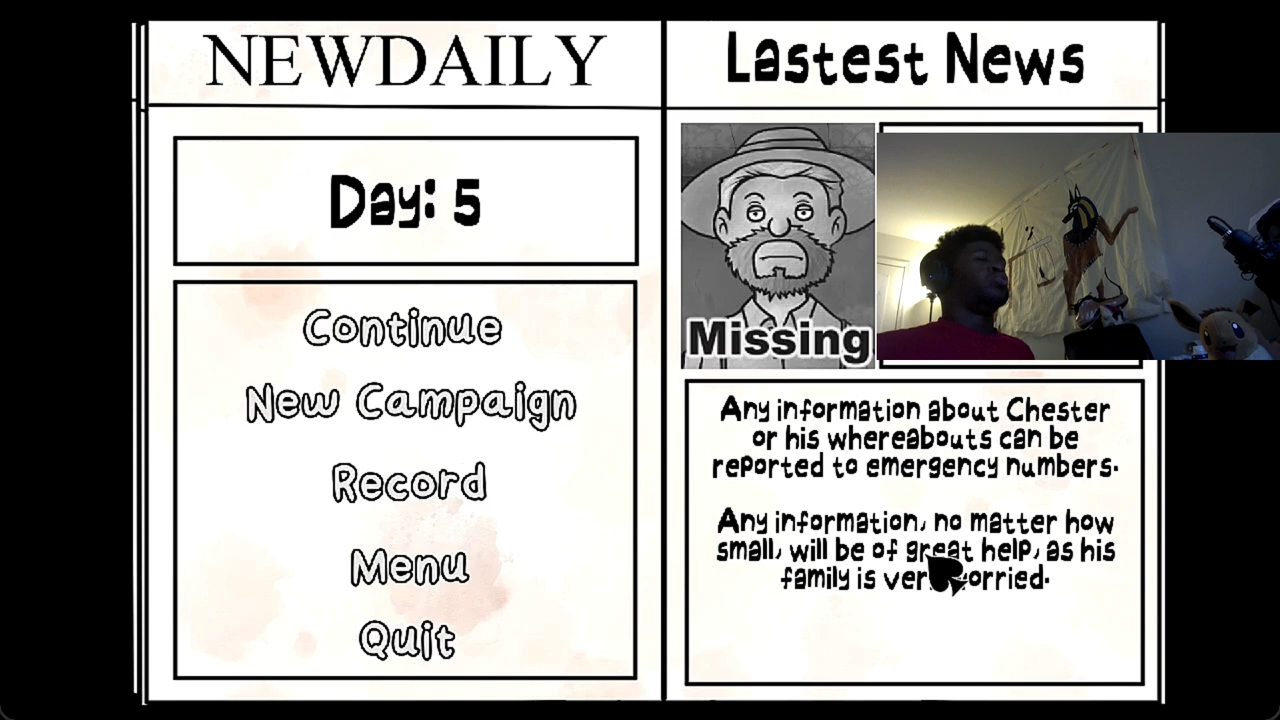 NEWDAILY
Day: 5
Continue
New Campaign
Record
Menu
Quit
Lastest News
Missing
Any information about Chester
or his whereabouts can be
reported to emergency numbers.
Any information, no matter how
small, will be of great help, as his
family is worried.